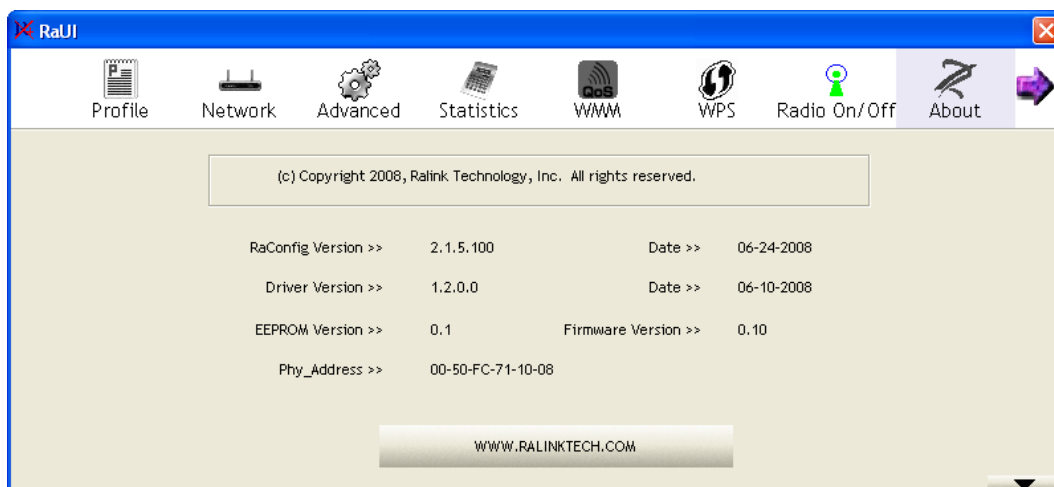 RaUI
P
QoS
Profile Network Advanced Statistics WMM WPS Radio On/Off About
(c) Copyright 2008, Ralink Technology, Inc. All rights reserved.
RaConfig Version >> 2.1.5.100 Date >> 06-24-2008
Driver Version >> 1.2.0.0 Date >> 06-10-2008
EEPROM Version >> 0.1 Firmware Version >> 0.10
Phy_Address >> 00-50-FC-71-10-08
WWW.RALINKTECH.COM